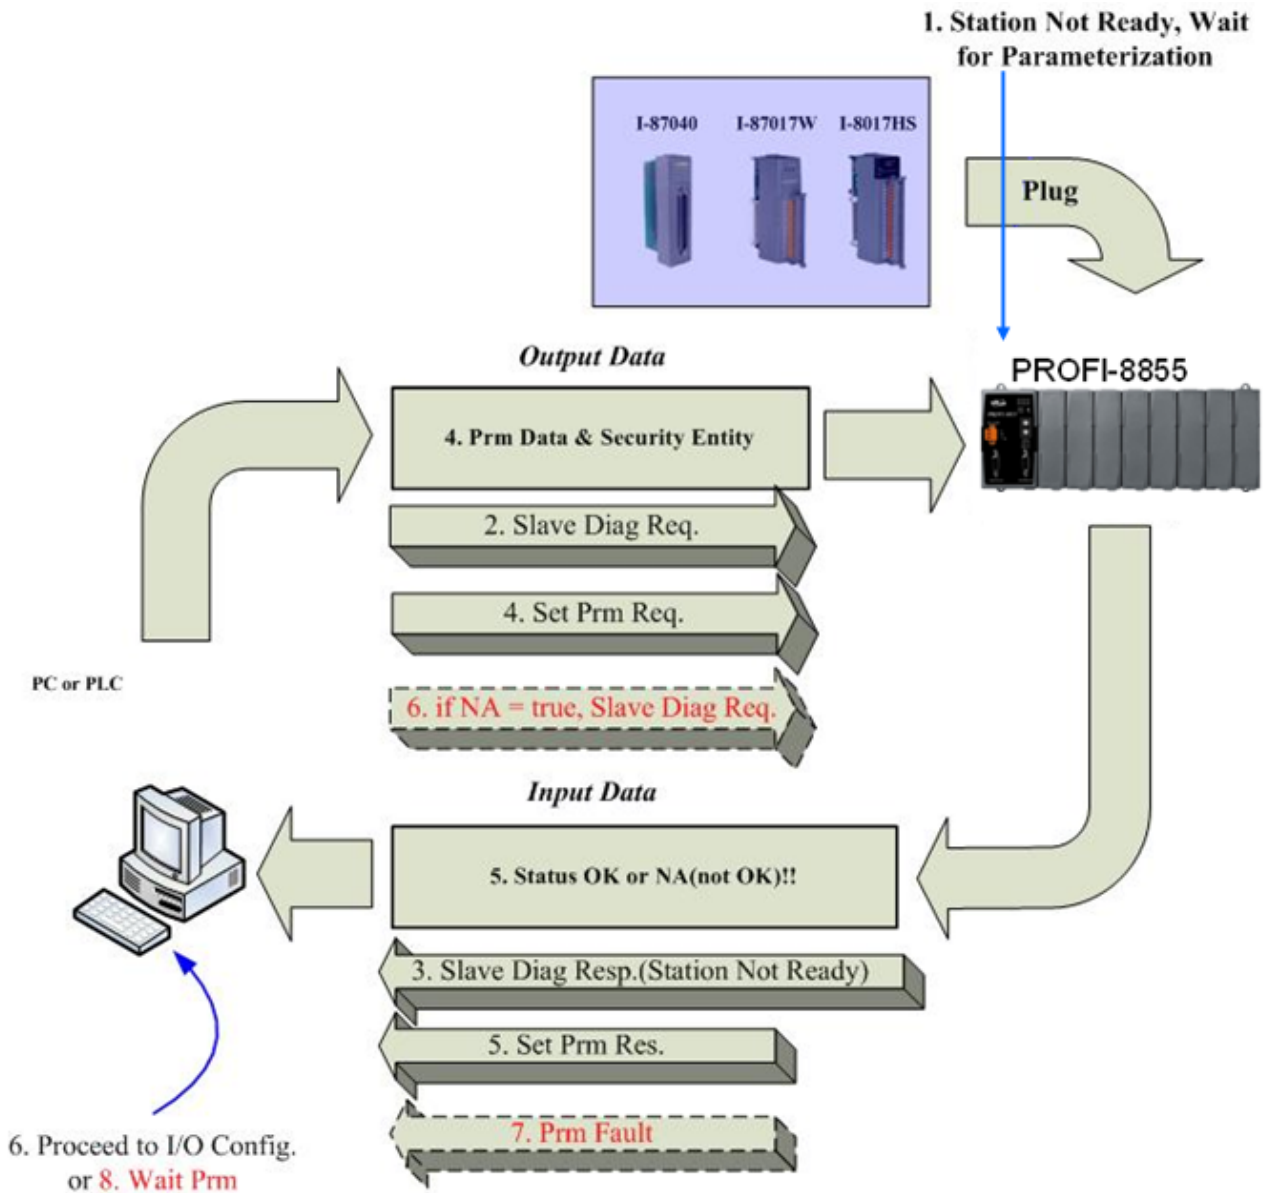 1. Station Not Ready, Wait
for Parameterization
I-87040
I-87017W
I-8017HS
Plug
Output Data
PROFI-8855
4. Prm Data & Security Entity
2. Slave Diag Req.
4. Set Prm Req.
PC or PLC
6. if NA = true, Slave Diag Req.
Input Data
5. Status OK or NA(not OK)!!
3. Slave Diag Resp.(Station Not Ready)
5. Set Prm Res.
7. Prm Fault
6. Proceed to I/O Config.
or 8. Wait Prm